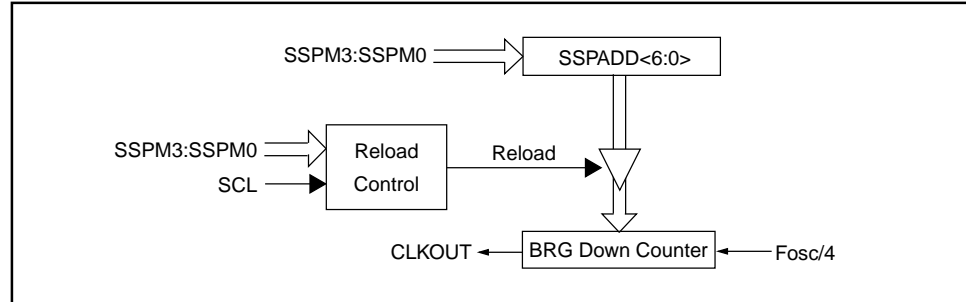 SSPM3:SSPM0
SSPADD<6:0>
SSPM3:SSPM0
SCL
Reload
Control
Reload
CLKOUT
BRG Down Counter
Fosc/4